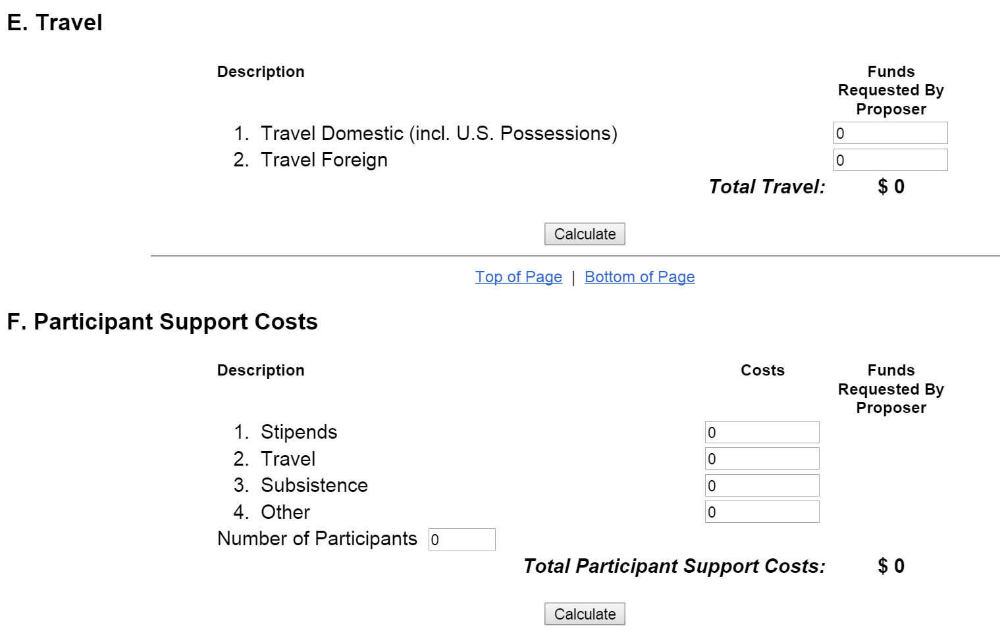 E. Travel
Description
Funds
Requested By
Proposer
1. Travel Domestic (incl. U.S. Possessions) 0
2. Travel Foreign 0
Total Travel: $ 0
Calculate
Top of Page | Bottom of Page
F. Participant Support Costs
Description
Costs
Funds
Requested By
Proposer
1. Stipends 0
2. Travel 0
3. Subsistence 0
4. Other 0
Number of Participants 0
Total Participant Support Costs: $ 0
Calculate